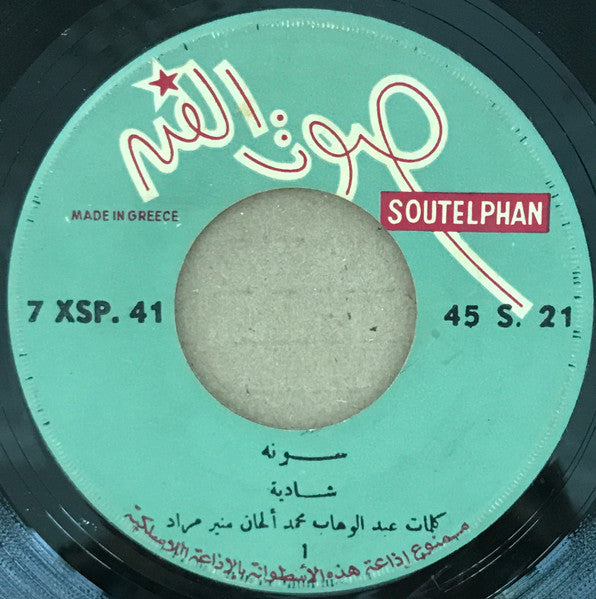 صوت الفن
SOUTELPHAN
MADE IN GREECE
7 XSP. 41
45 S. 21
سونه
شادية
كلمات عبد الوهاب محمد ألحان منير مراد
١
ممنوع إذاعة هذه الأسطوانة بالإذاعة اللاسلكية